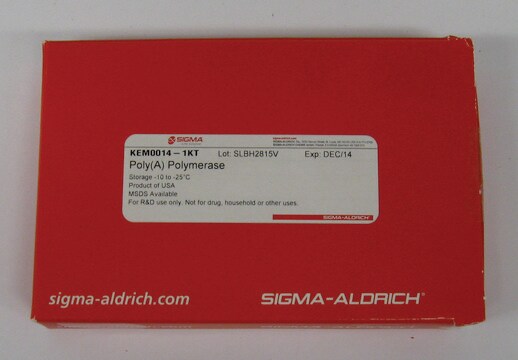 SIGMA
KEM0014-1KT Lot: SLBH2815V Exp: DEC/14
Poly(A) Polymerase
Storage -10 to -25°C
Product of USA
MSDS Available
For R&D use only. Not for drug, household or other uses.
SIGMA-ALDRICH®
sigma-aldrich.com SIGMA-ALDRICH®